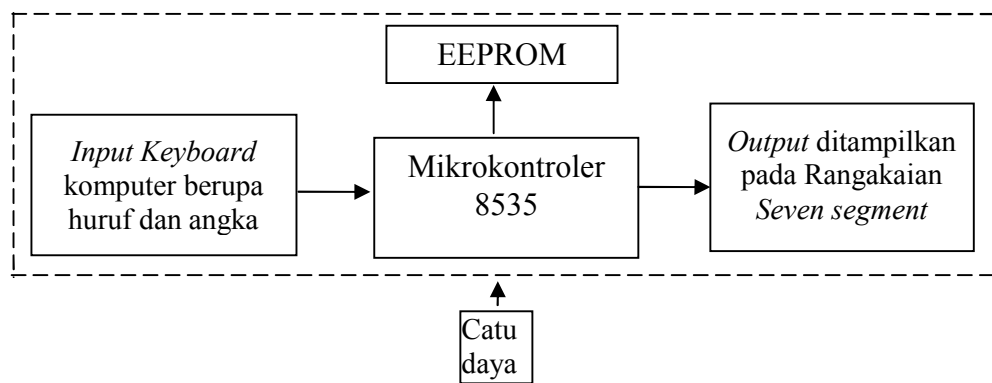 EEPROM
Input Keyboard
komputer berupa
huruf dan angka
Mikrokontroler
8535
Output ditampilkan
pada Rangakaian
Seven segment
Catu
daya